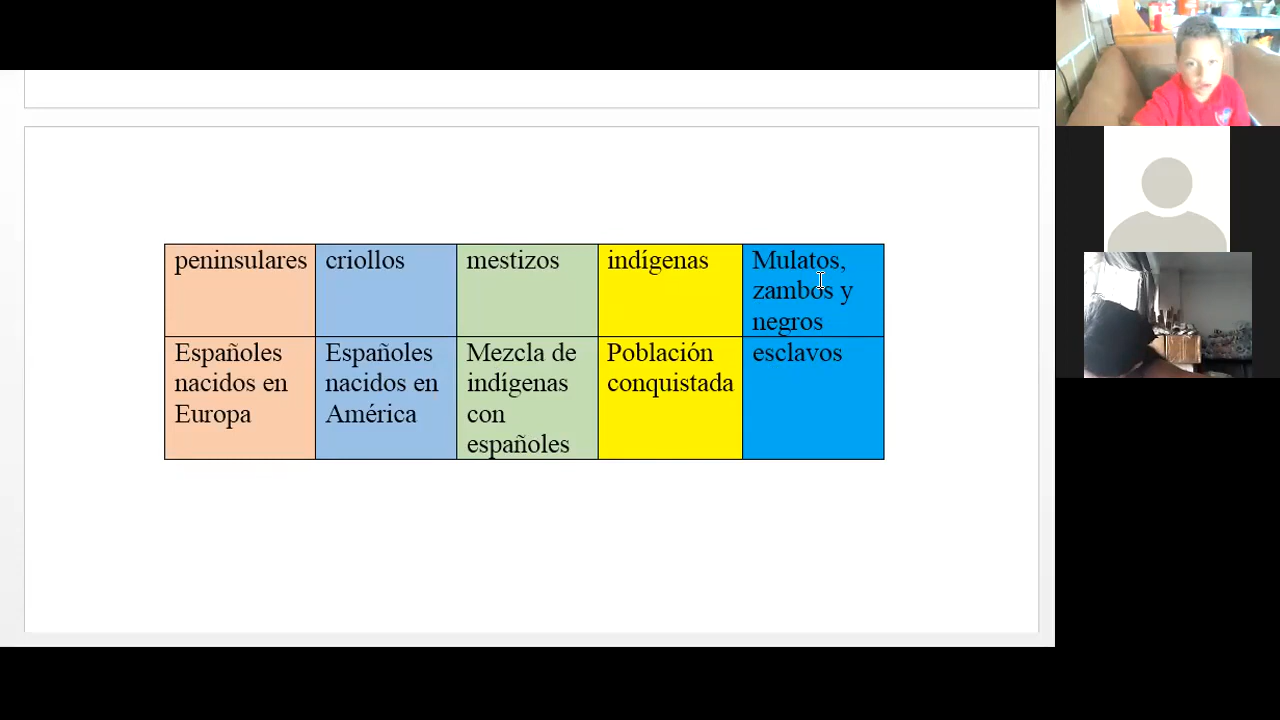 peninsulares
criollos
mestizos
indígenas
Mulatos,
zambos y
negros
Españoles
nacidos en
Europa
Españoles
nacidos en
América
Mezcla de
indígenas
con
españoles
Población
conquistada
esclavos